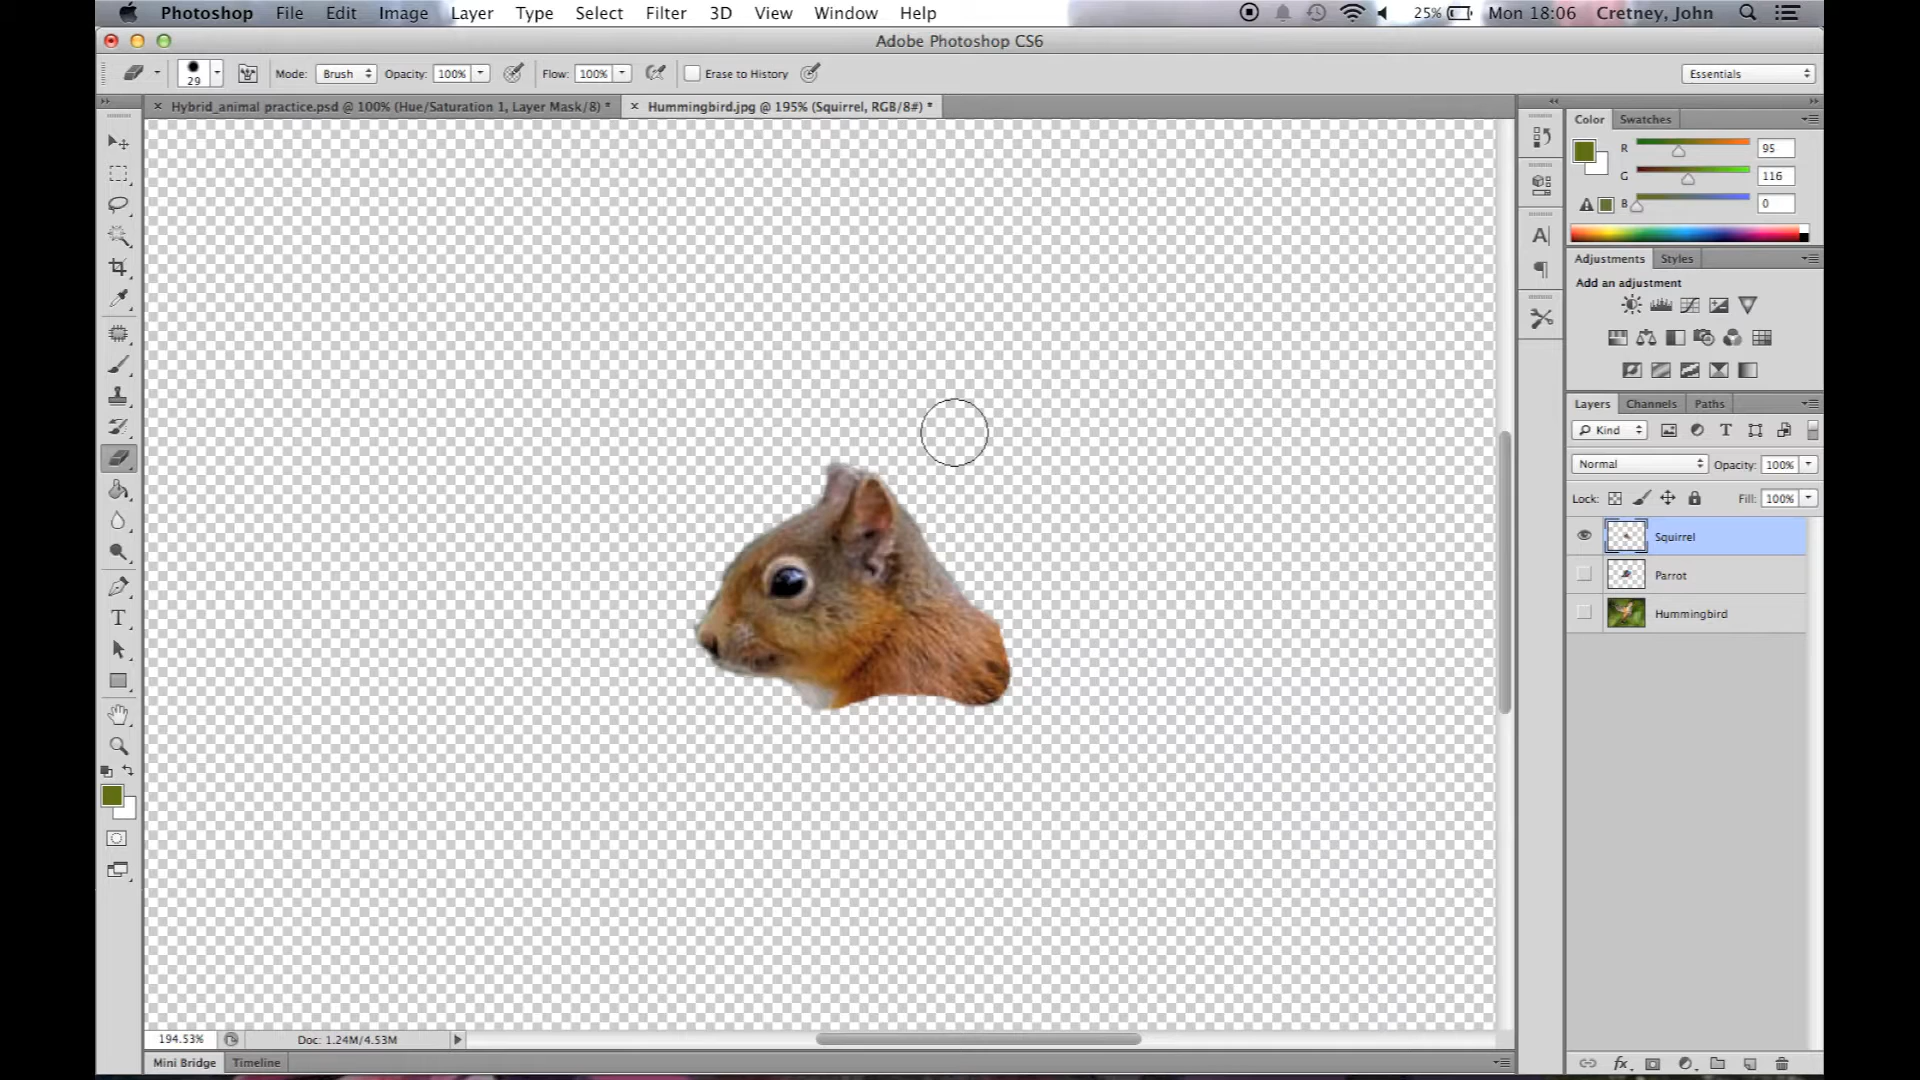 Photoshop File Edit Image Layer Type Select Filter 3D View Window Help 25% Mon 18:06 Cretney, John
Adobe Photoshop CS6
29 Mode: Brush Opacity: 100% Flow: 100% Erase to History Essentials
Hybrid_animal practice.psd @ 100% (Hue/Saturation 1, Layer Mask/8) * Hummingbird.jpg @ 195% (Squirrel, RGB/8#) *
Color Swatches
R 95
G 116
B 0
Adjustments Styles
Add an adjustment
Layers Channels Paths
Kind
Normal Opacity: 100%
Lock: Fill: 100%
Squirrel
Parrot
Hummingbird
194.53% Doc: 1.24M/4.53M
Mini Bridge Timeline